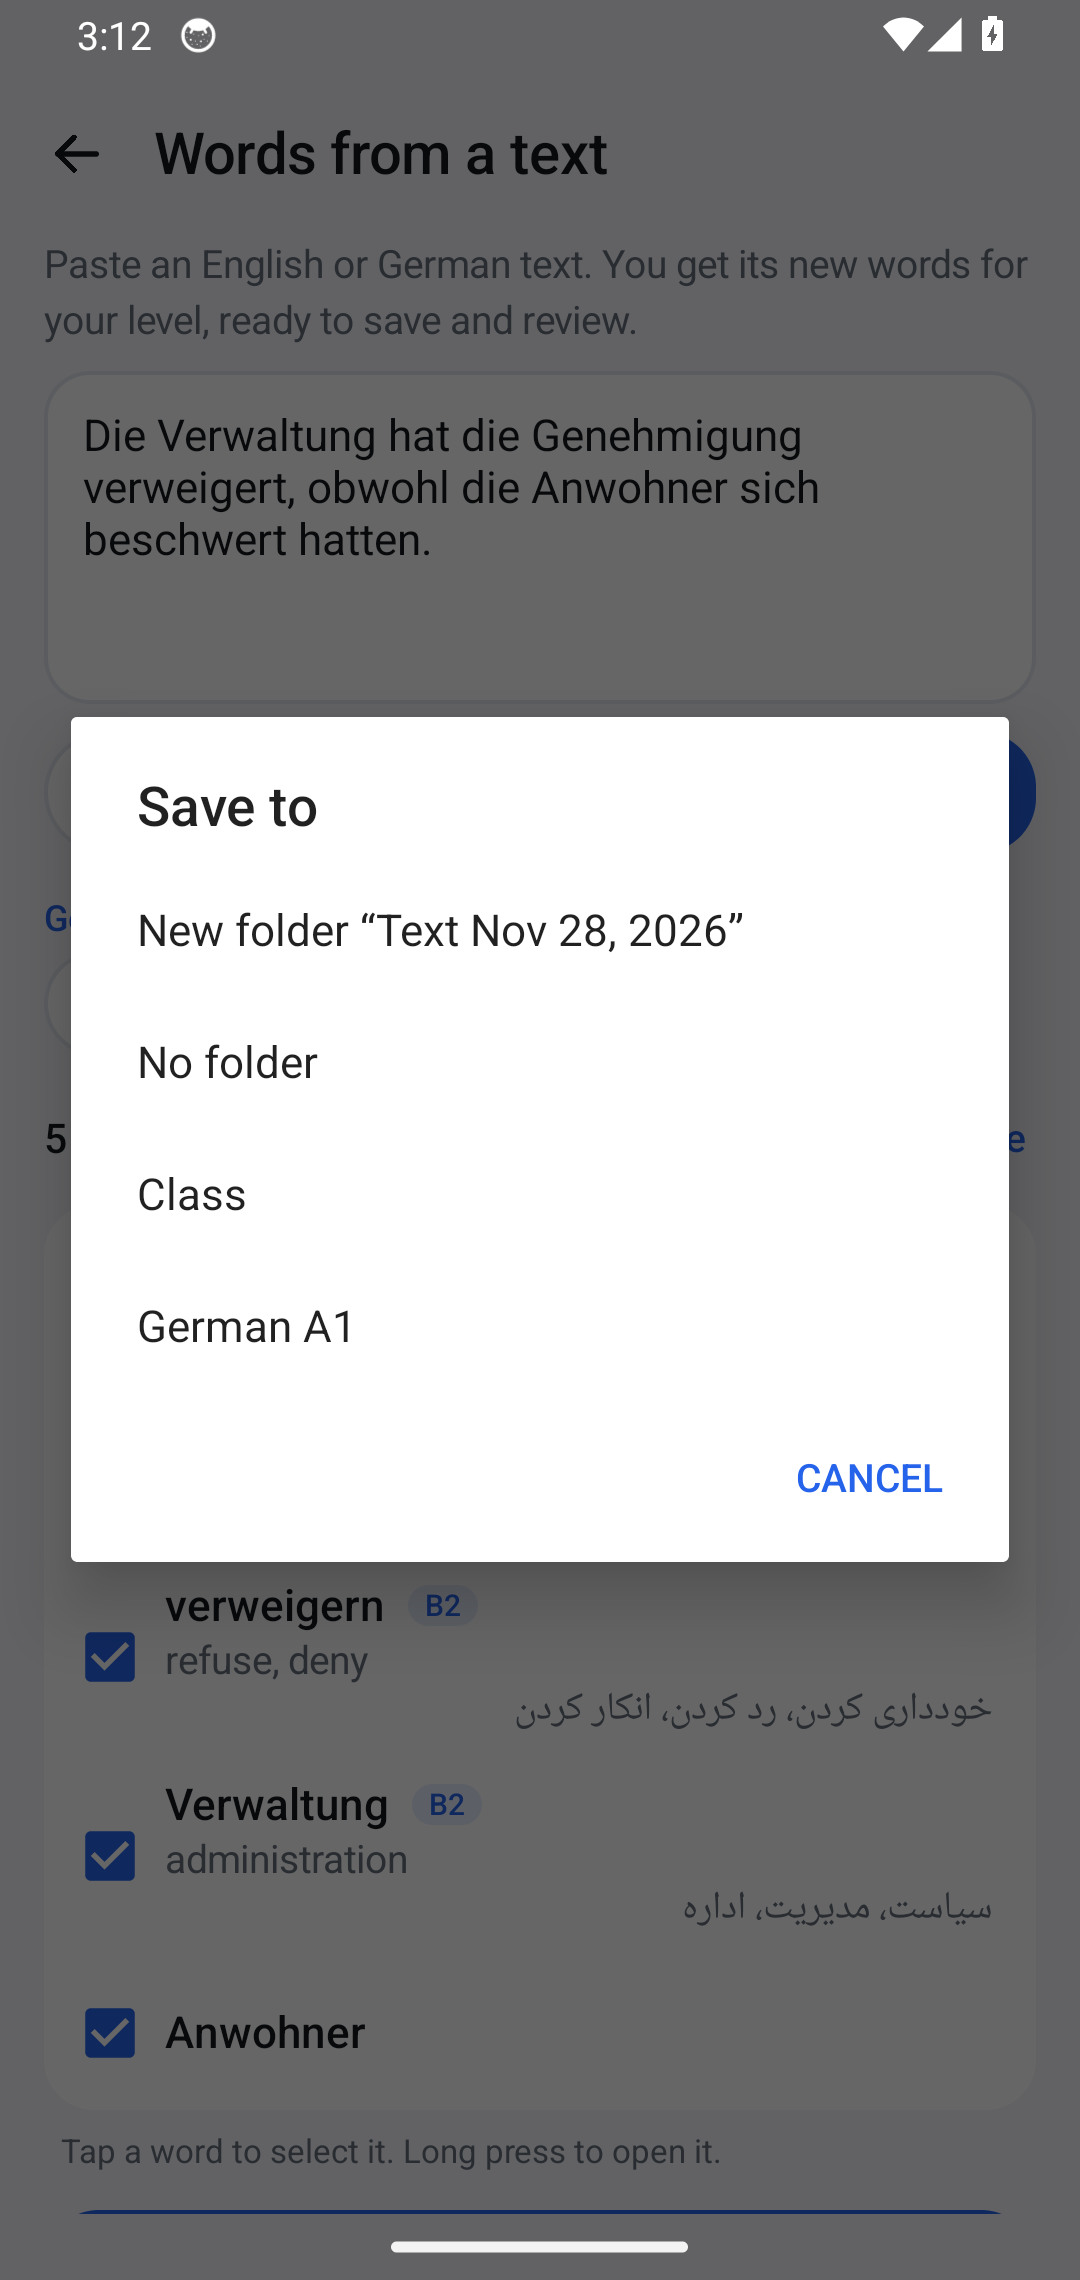 3:12
Words from a text
Paste an English or German text. You get its new words for
your level, ready to save and review.
Die Verwaltung hat die Genehmigung
verweigert, obwohl die Anwohner sich
beschwert hatten.
Save to
New folder “Text Nov 28, 2026”
No folder
5
Class
German A1
CANCEL
verweigern B2
refuse, deny
خودداری کردن، رد کردن، انکار کردن
Verwaltung B2
administration
سیاست، مدیریت، اداره
Anwohner
Tap a word to select it. Long press to open it.